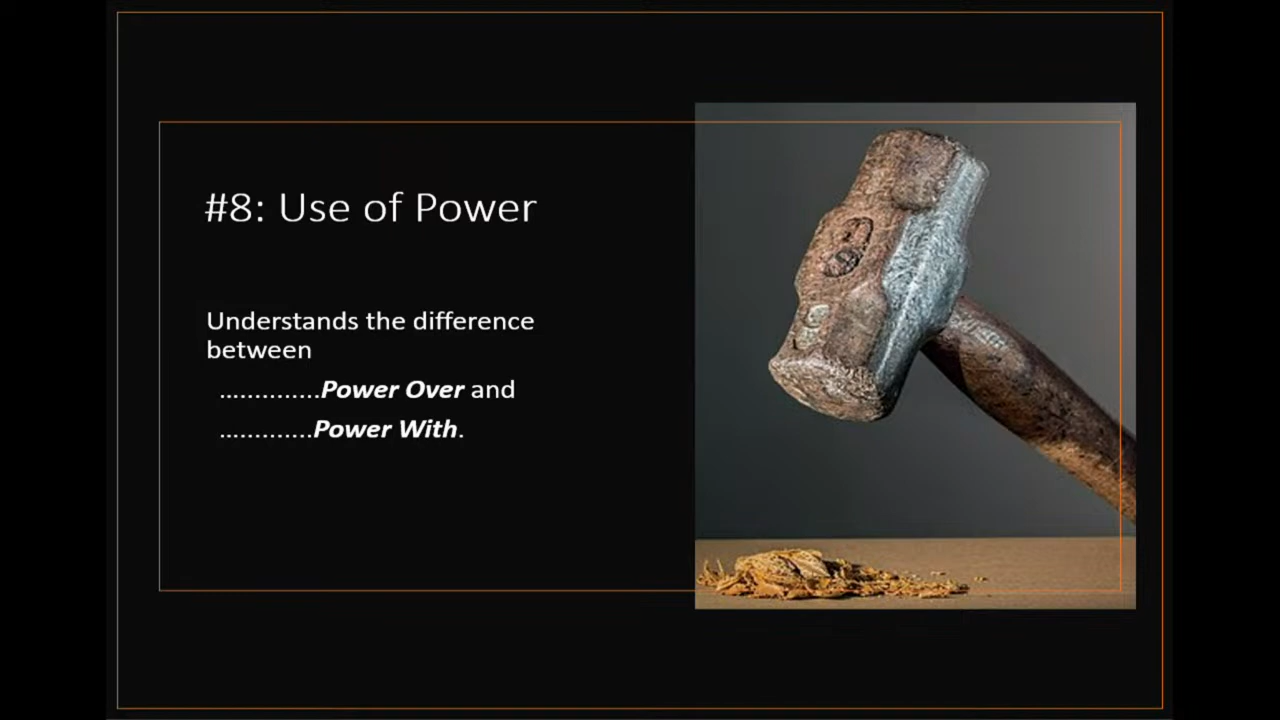 #8: Use of Power
Understands the difference
between
.............Power Over and
............Power With.